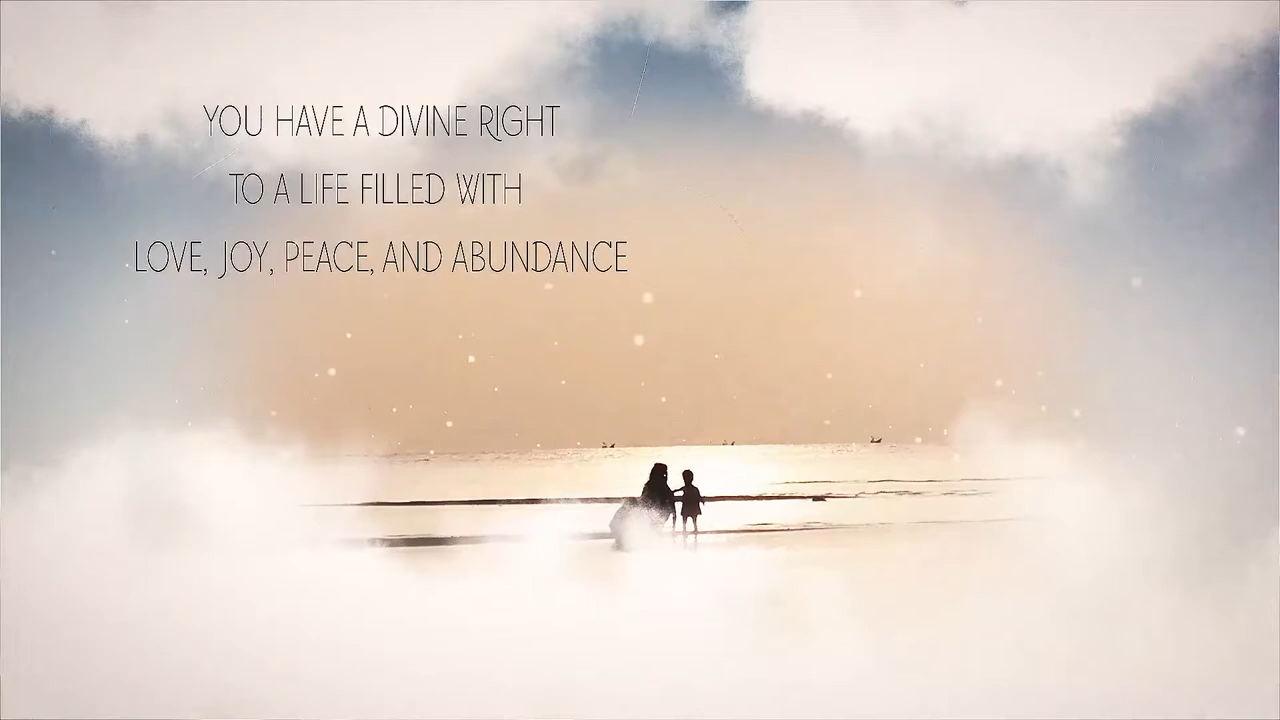 YOU HAVE A DIVINE RIGHT
TO A LIFE FILLED WITH
LOVE, JOY, PEACE, AND ABUNDANCE